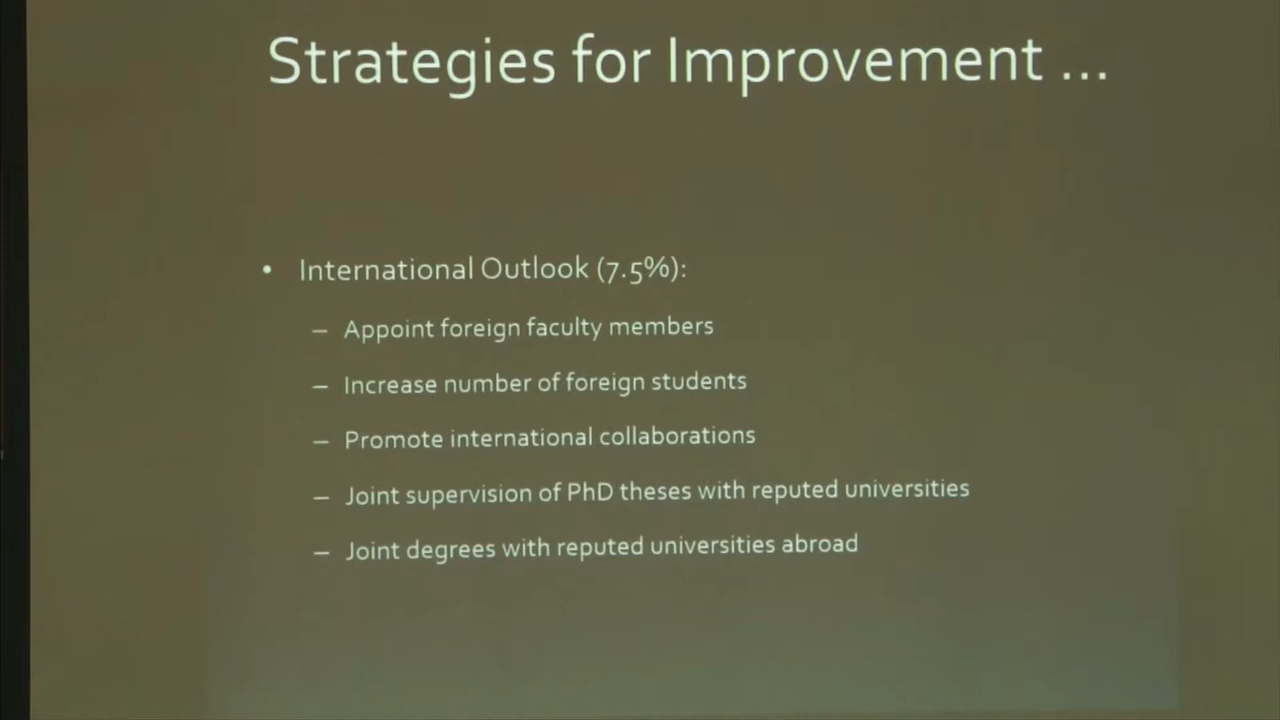 Strategies for Improvement ...
• International Outlook (7.5%):
– Appoint foreign faculty members
– Increase number of foreign students
– Promote international collaborations
– Joint supervision of PhD theses with reputed universities
– Joint degrees with reputed universities abroad